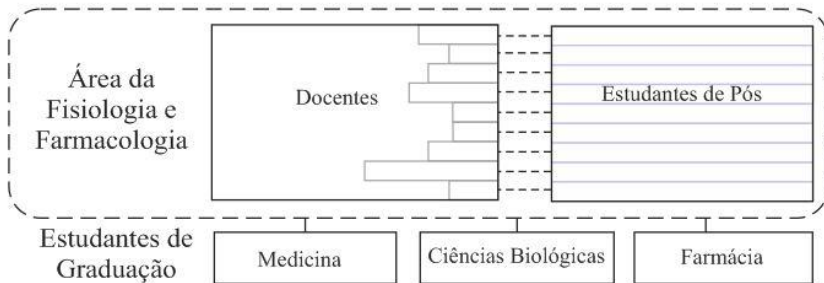 Área da
Fisiologia e
Farmacologia
Docentes
Estudantes de Pós
Estudantes de
Graduação
Medicina
Ciências Biológicas
Farmácia